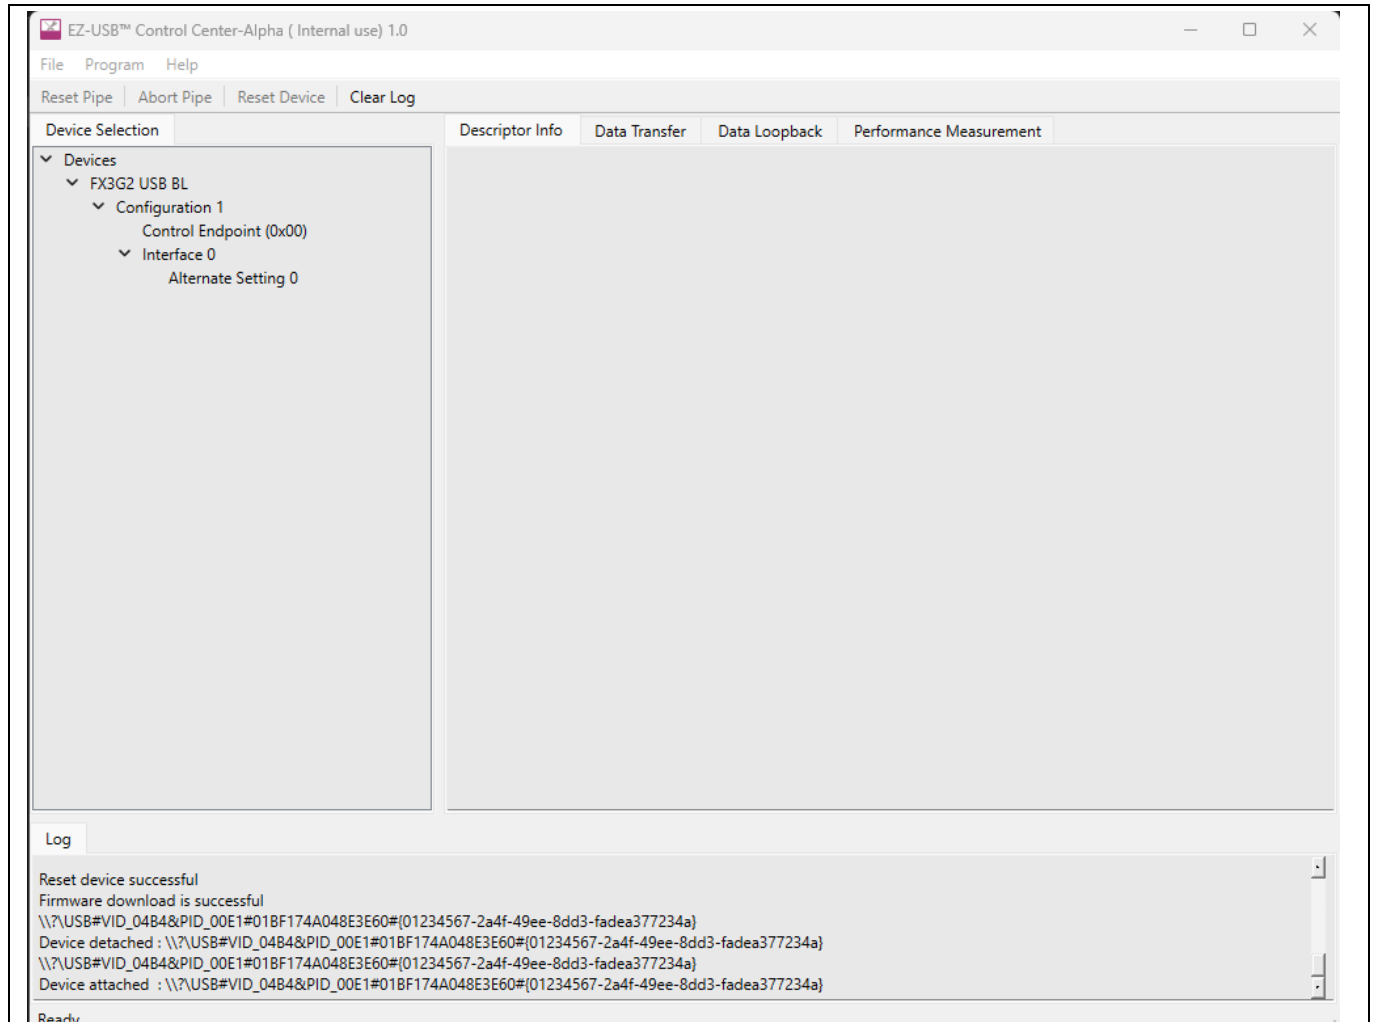 EZ-USB™ Control Center-Alpha ( Internal use) 1.0
File Program Help
Reset Pipe Abort Pipe Reset Device Clear Log
Device Selection
Descriptor Info Data Transfer Data Loopback Performance Measurement
Devices
FX3G2 USB BL
Configuration 1
Control Endpoint (0x00)
Interface 0
Alternate Setting 0
Log
Reset device successful
Firmware download is successful
\\?\USB#VID_04B4&PID_00E1#01BF174A048E3E60#{01234567-2a4f-49ee-8dd3-fadea377234a}
Device detached : \\?\USB#VID_04B4&PID_00E1#01BF174A048E3E60#{01234567-2a4f-49ee-8dd3-fadea377234a}
\\?\USB#VID_04B4&PID_00E1#01BF174A048E3E60#{01234567-2a4f-49ee-8dd3-fadea377234a}
Device attached : \\?\USB#VID_04B4&PID_00E1#01BF174A048E3E60#{01234567-2a4f-49ee-8dd3-fadea377234a}
Ready